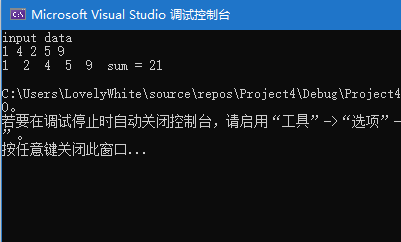 Microsoft Visual Studio 调试控制台
input data
1 4 2 5 9
1  2  4  5  9  sum = 21
C:\Users\LovelyWhite\source\repos\Project4\Debug\Project4
0。
若要在调试停止时自动关闭控制台，请启用“工具”->“选项”-
”。
按任意键关闭此窗口...